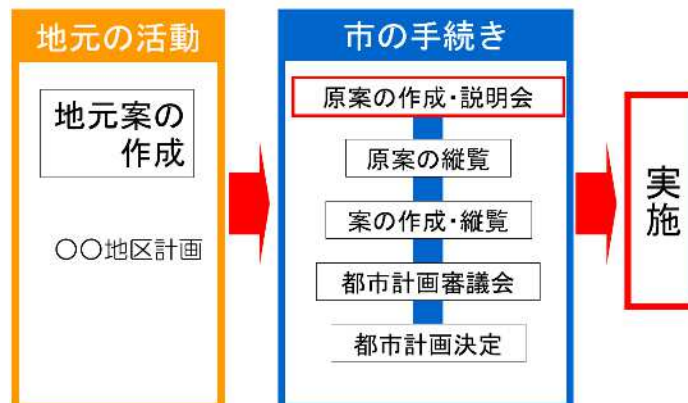 地元の活動
地元案の
作成
〇〇地区計画
市の手続き
原案の作成・説明会
原案の縦覧
案の作成・縦覧
都市計画審議会
都市計画決定
実施